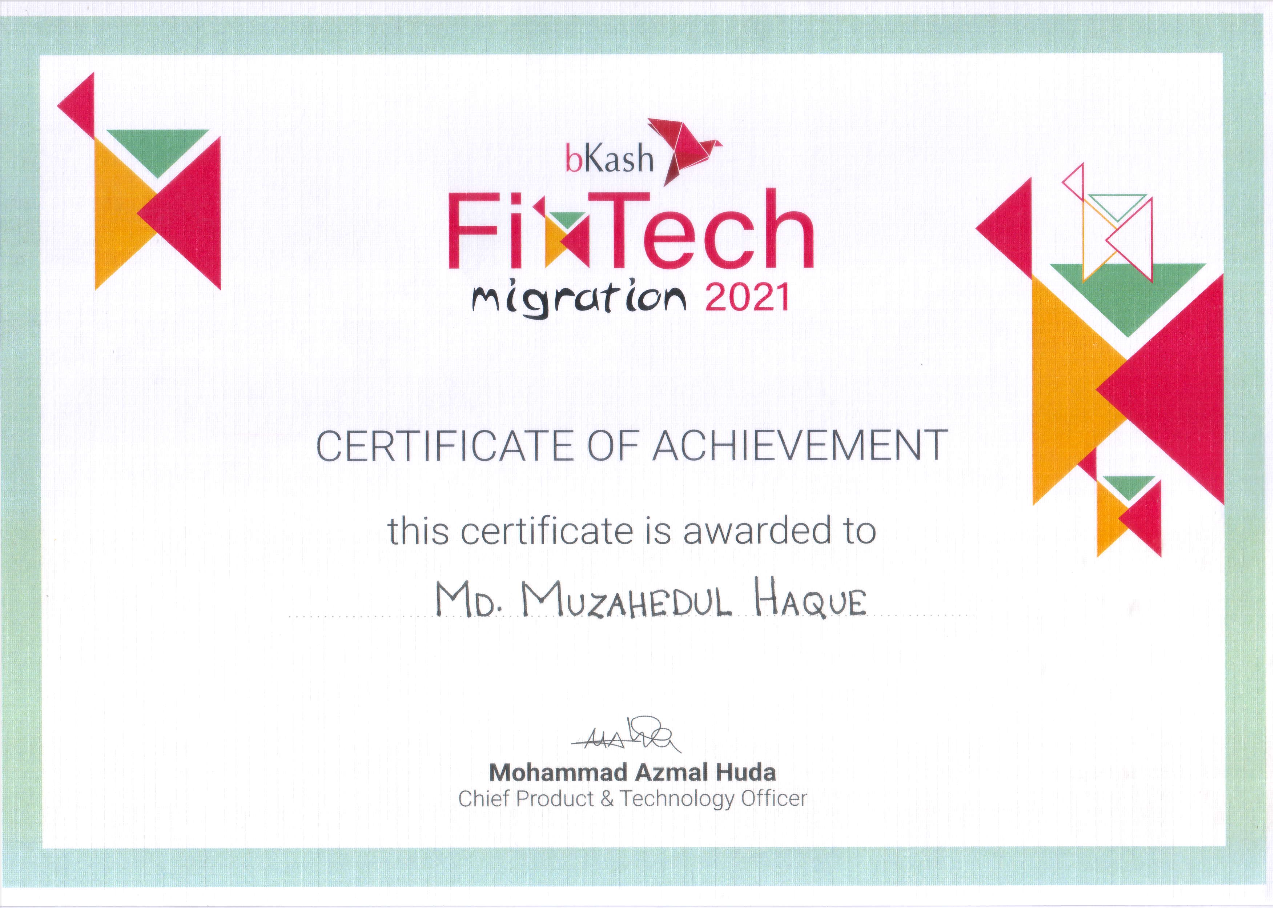 bKash
FinTech
migration 2021
CERTIFICATE OF ACHIEVEMENT
this certificate is awarded to
MD. MUZAHEDUL HAQUE
Mohammad Azmal Huda
Chief Product & Technology Officer